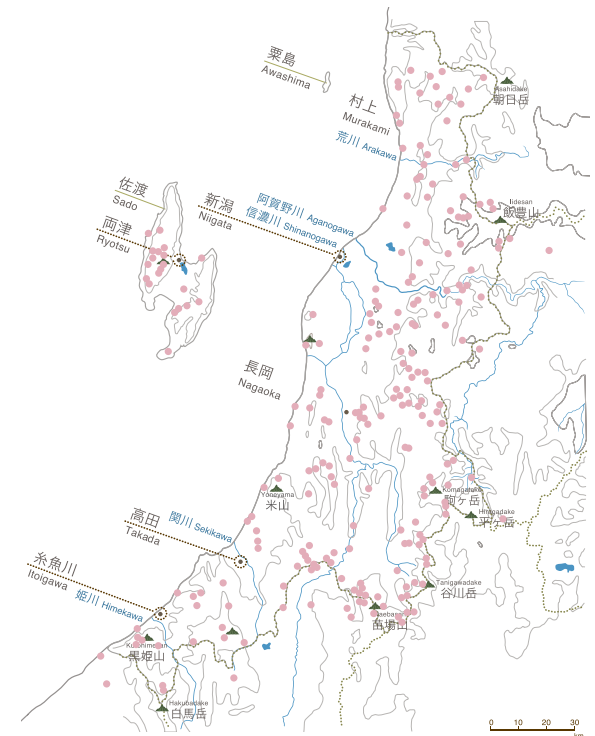 粟島
Awashima
村上
Murakami
荒川 Arakawa
Asahidake
朝日岳
佐渡
Sado
両津
Ryotsu
新潟
Niigata
阿賀野川 Aganogawa
信濃川 Shinanogawa
Iidesan
飯豊山
長岡
Nagaoka
Yoneyama
米山
Komagatake
駒ヶ岳
Hiragadake
平ヶ岳
高田
Takada
関川 Sekikawa
糸魚川
Itoigawa
姫川 Himekawa
Tanigawadake
谷川岳
Naebasan
苗場山
Kurohimesan
黒姫山
Hakubadake
白馬岳
0 10 20 30
km